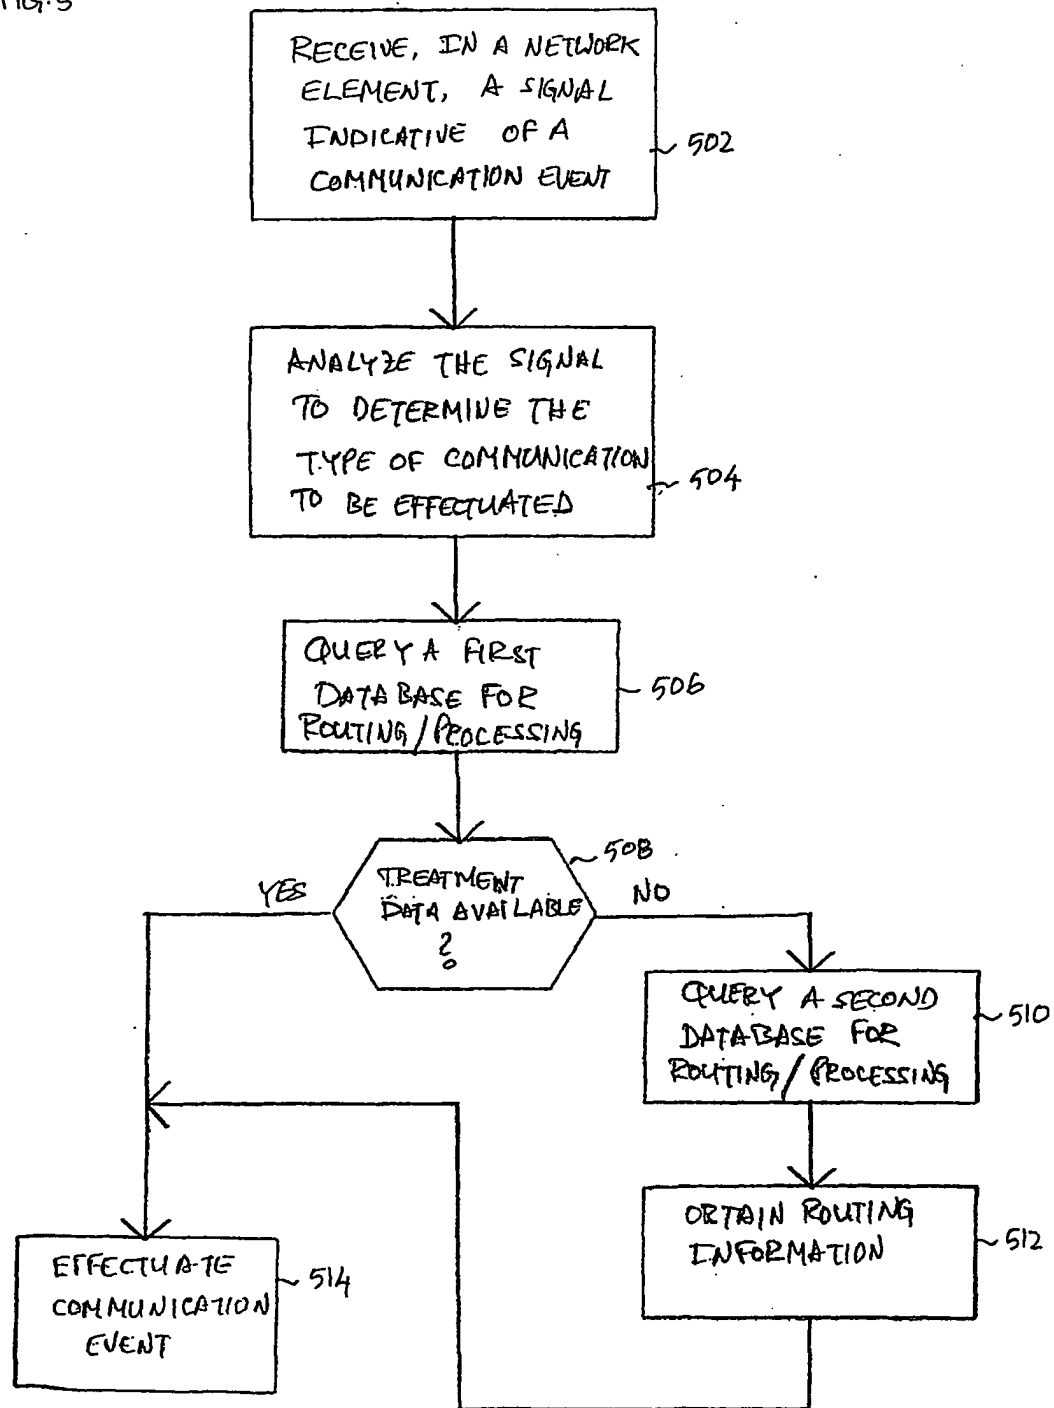 FIG.5
RECEIVE, IN A NETWORK
ELEMENT, A SIGNAL
INDICATIVE OF A
COMMUNICATION EVENT
502
ANALYZE THE SIGNAL
TO DETERMINE THE
TYPE OF COMMUNICATION
TO BE EFFECTUATED
504
QUERY A FIRST
DATABASE FOR
ROUTING/PROCESSING
506
508
TREATMENT
DATA AVAILABLE
?
YES
NO
QUERY A SECOND
DATABASE FOR
ROUTING/PROCESSING
510
OBTAIN ROUTING
INFORMATION
512
EFFECTUATE
COMMUNICATION
EVENT
514